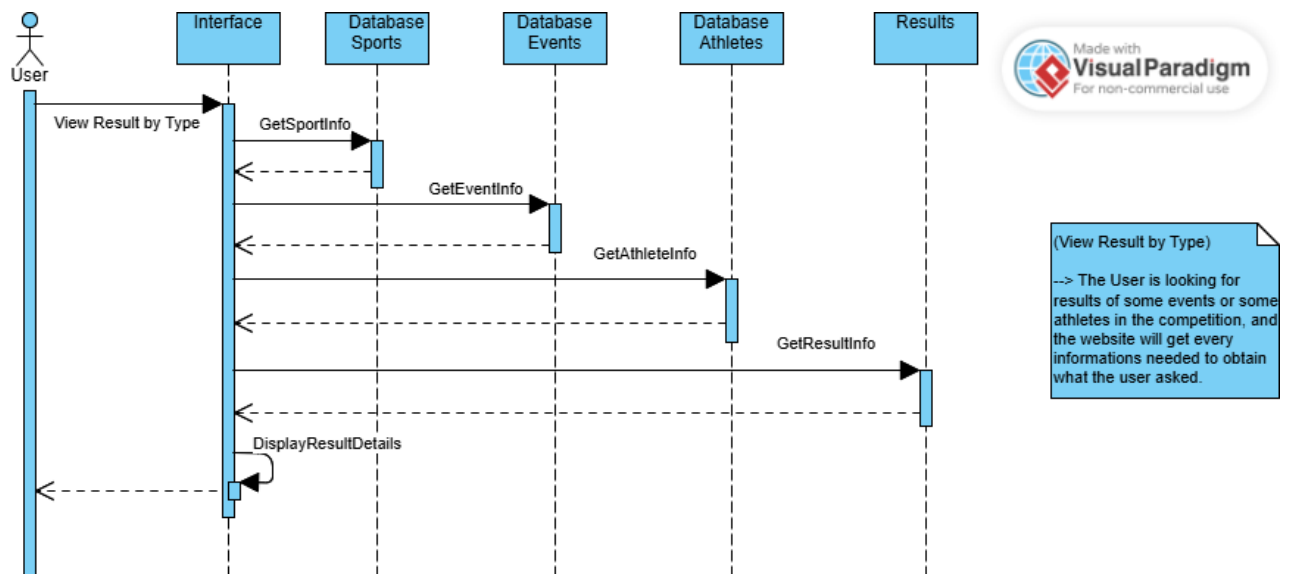 User
Interface
Database
Sports
Database
Events
Database
Athletes
Results
Made with
Visual Paradigm
For non-commercial use
View Result by Type
GetSportInfo
GetEventInfo
GetAthleteInfo
GetResultInfo
DisplayResultDetails
(View Result by Type)
--> The User is looking for
results of some events or some
athletes in the competition, and
the website will get every
informations needed to obtain
what the user asked.